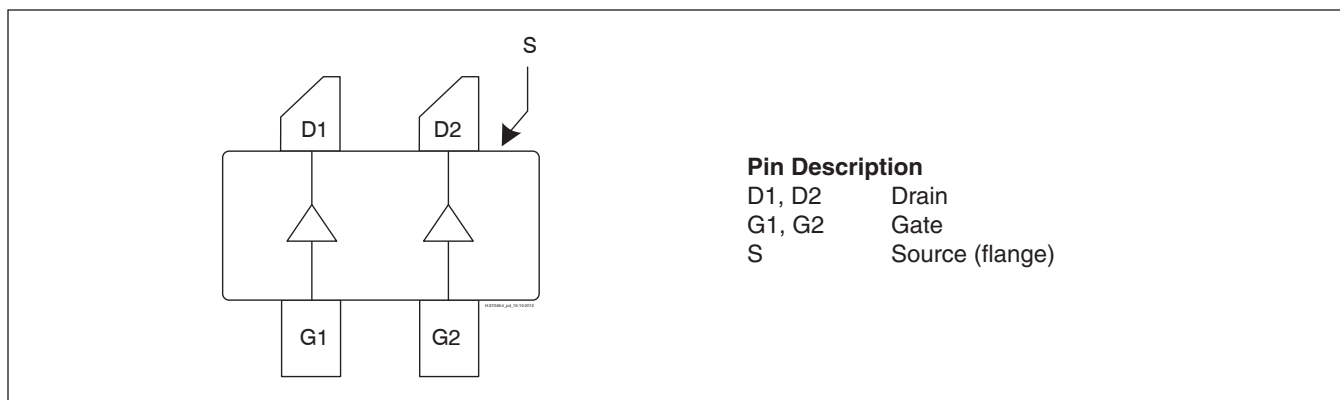 S
D1 D2
G1 G2
Pin Description
D1, D2 Drain
G1, G2 Gate
S Source (flange)